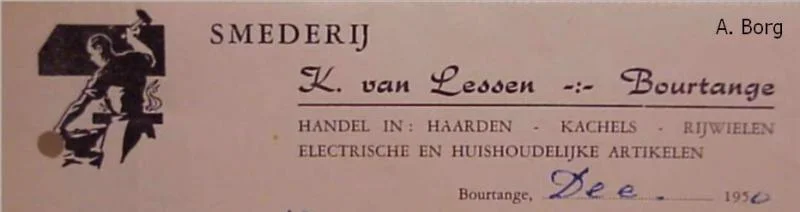 SMEDERIJ
A. Borg
K. van Lessen -:- Bourtange
HANDEL IN: HAARDEN - KACHELS - RIJWIELEN
ELECTRISCHE EN HUISHOUDELIJKE ARTIKELEN
Bourtange, Dec. 1950